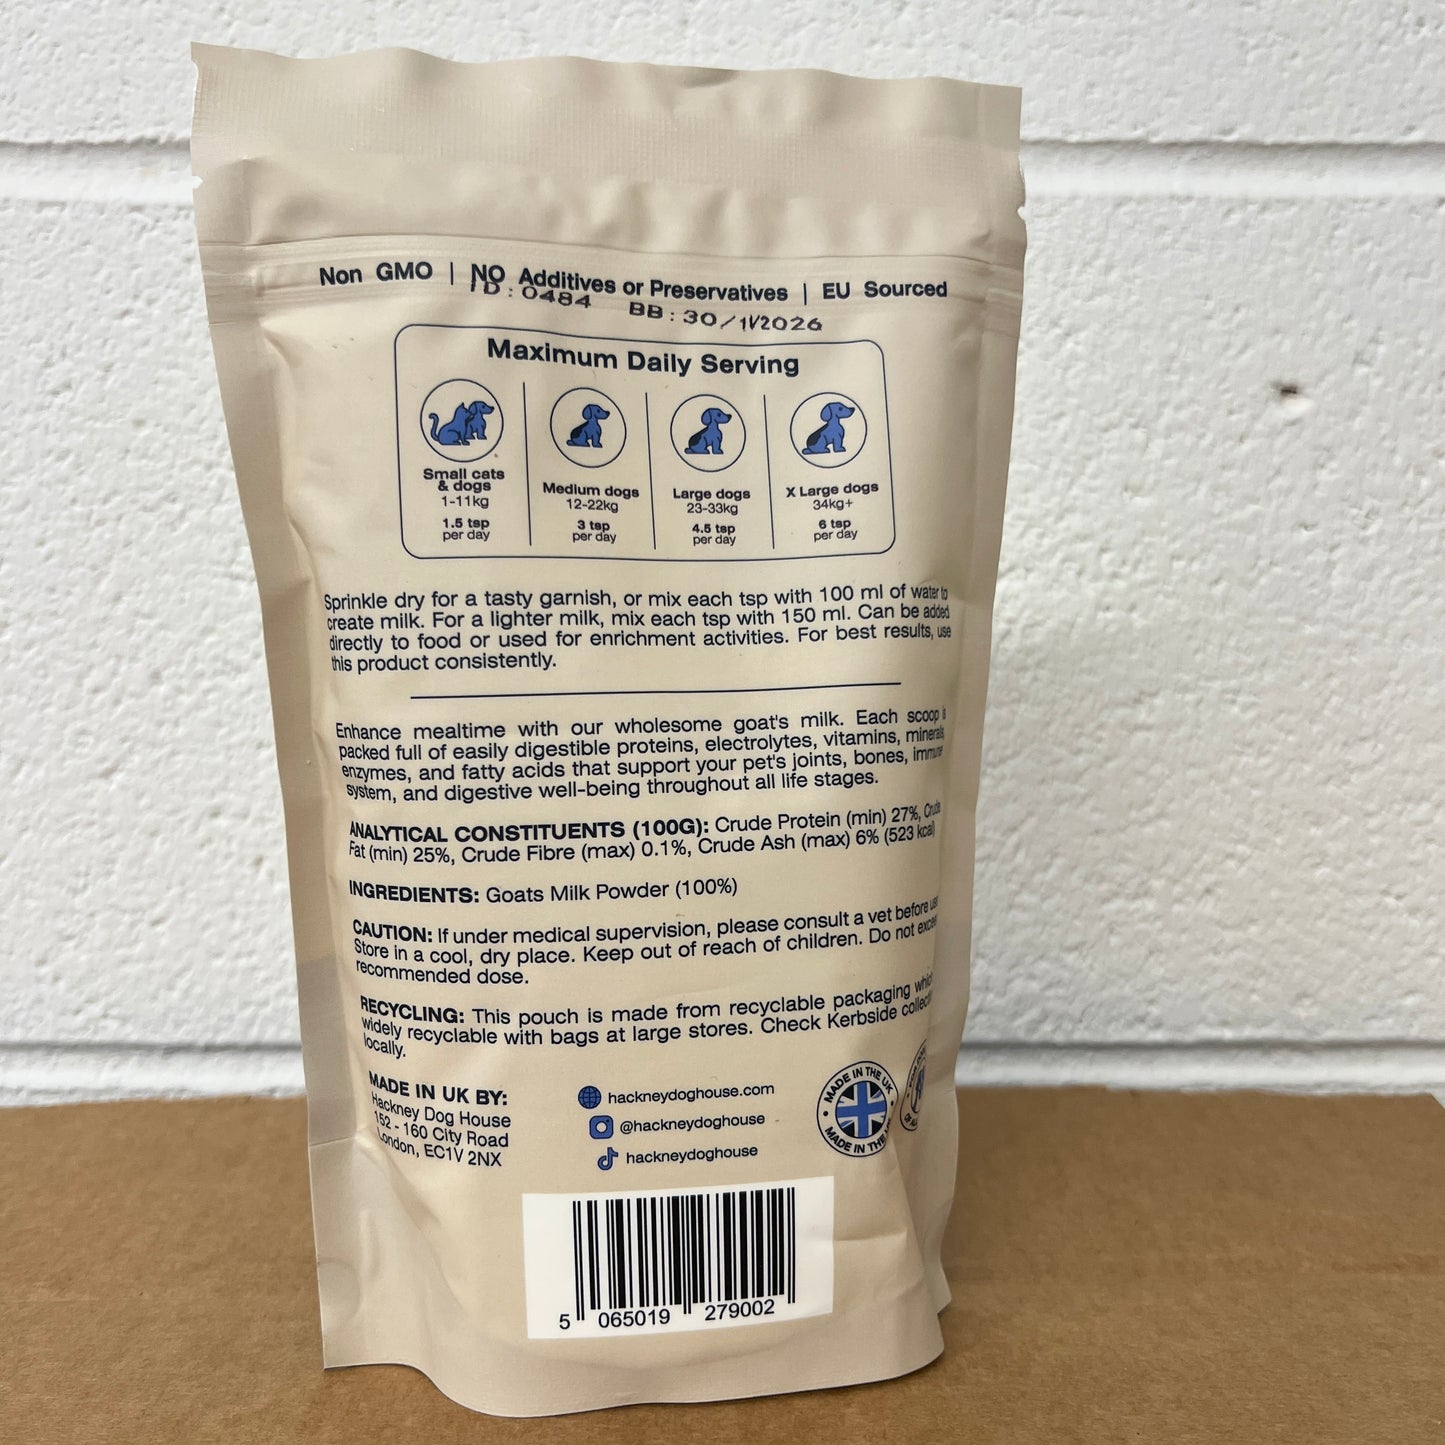 Non GMO | NO Additives or Preservatives | EU Sourced
ID:0484 BB:30/1V2026
Maximum Daily Serving
Small cats
& dogs
1-11kg
1.5 tsp
per day
Medium dogs
12-22kg
3 tsp
per day
Large dogs
23-33kg
4.5 tsp
per day
X Large dogs
34kg+
6 tsp
per day
Sprinkle dry for a tasty garnish, or mix each tsp with 100 ml of water to
create milk. For a lighter milk, mix each tsp with 150 ml. Can be added
directly to food or used for enrichment activities. For best results, use
this product consistently.
Enhance mealtime with our wholesome goat's milk. Each scoop is
packed full of easily digestible proteins, electrolytes, vitamins, minerals,
enzymes, and fatty acids that support your pet's joints, bones, immune
system, and digestive well-being throughout all life stages.
ANALYTICAL CONSTITUENTS (100G): Crude Protein (min) 27%, Crude
Fat (min) 25%, Crude Fibre (max) 0.1%, Crude Ash (max) 6% (523 kcal)
INGREDIENTS: Goats Milk Powder (100%)
CAUTION: If under medical supervision, please consult a vet before
Store in a cool, dry place. Keep out of reach of children. Do not
recommended dose.
RECYCLING: This pouch is made from recyclable packaging
widely recyclable with bags at large stores. Check Kerbside
locally.
MADE IN UK BY:
Hackney Dog House
152 - 160 City Road
London, EC1V 2NX
hackneydoghouse.com
@hackneydoghouse
hackneydoghouse
MADE IN THE UK
MADE IN THE
5 065019 279002